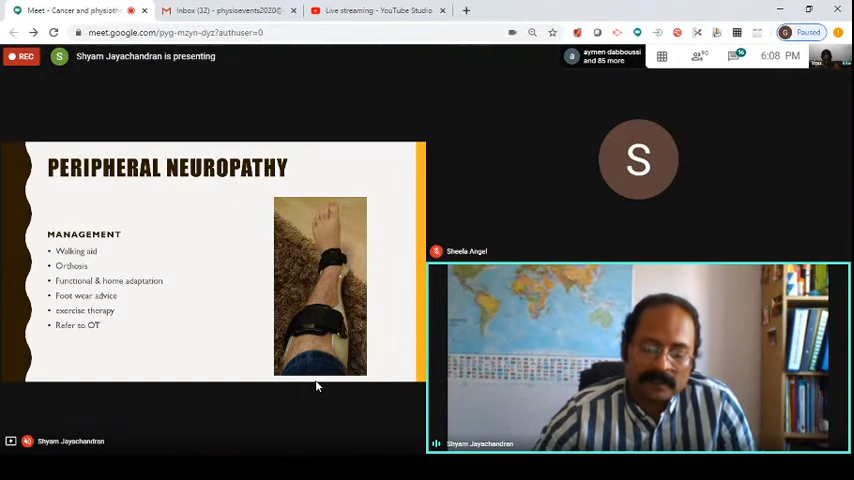 Meet - Cancer and physioth
Inbox (32) - physioevents2020@
Live streaming - YouTube Studio
meet.google.com/pyg-mzyn-dyz?authuser=0
G Paused
REC
S Shyam Jayachandran is presenting
a aymen dabboussi
and 85 more
90
6:08 PM
You
PERIPHERAL NEUROPATHY
MANAGEMENT
• Walking aid
• Orthosis
• Functional & home adaptation
• Foot wear advice
• exercise therapy
• Refer to OT
S
Sheela Angel
Shyam Jayachandran
Shyam Jayachandran